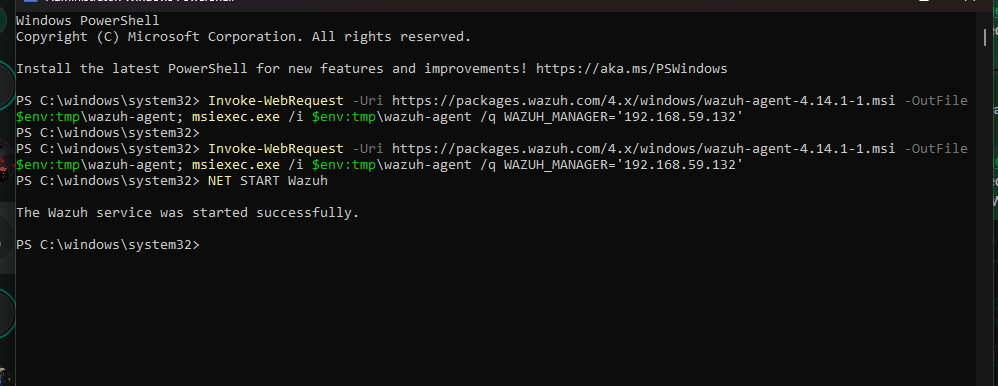 Windows PowerShell
Copyright (C) Microsoft Corporation. All rights reserved.
Install the latest PowerShell for new features and improvements! https://aka.ms/PSWindows
PS C:\windows\system32> Invoke-WebRequest -Uri https://packages.wazuh.com/4.x/windows/wazuh-agent-4.14.1-1.msi -OutFile
$env:tmp\wazuh-agent; msiexec.exe /i $env:tmp\wazuh-agent /q WAZUH_MANAGER='192.168.59.132'
PS C:\windows\system32>
PS C:\windows\system32> Invoke-WebRequest -Uri https://packages.wazuh.com/4.x/windows/wazuh-agent-4.14.1-1.msi -OutFile
$env:tmp\wazuh-agent; msiexec.exe /i $env:tmp\wazuh-agent /q WAZUH_MANAGER='192.168.59.132'
PS C:\windows\system32> NET START Wazuh
The Wazuh service was started successfully.
PS C:\windows\system32>